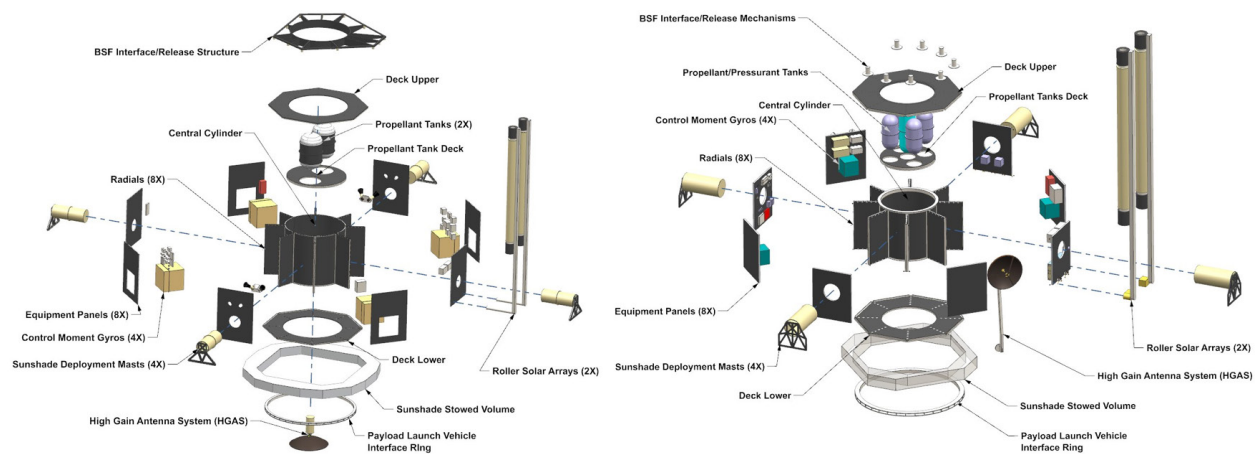 BSF Interface/Release Structure
Deck Upper
Central Cylinder
Propellant Tanks (2X)
Propellant Tank Deck
Radials (8X)
Equipment Panels (8X)
Control Moment Gyros (4X)
Sunshade Deployment Masts (4X)
Deck Lower
Roller Solar Arrays (2X)
Sunshade Stowed Volume
High Gain Antenna System (HGAS)
Payload Launch Vehicle
Interface Ring
BSF Interface/Release Mechanisms
Propellant/Pressurant Tanks
Deck Upper
Central Cylinder
Propellant Tanks Deck
Control Moment Gyros (4X)
Radials (8X)
Equipment Panels (8X)
Sunshade Deployment Masts (4X)
Roller Solar Arrays (2X)
High Gain Antenna System (HGAS)
Deck Lower
Sunshade Stowed Volume
Payload Launch Vehicle
Interface Ring